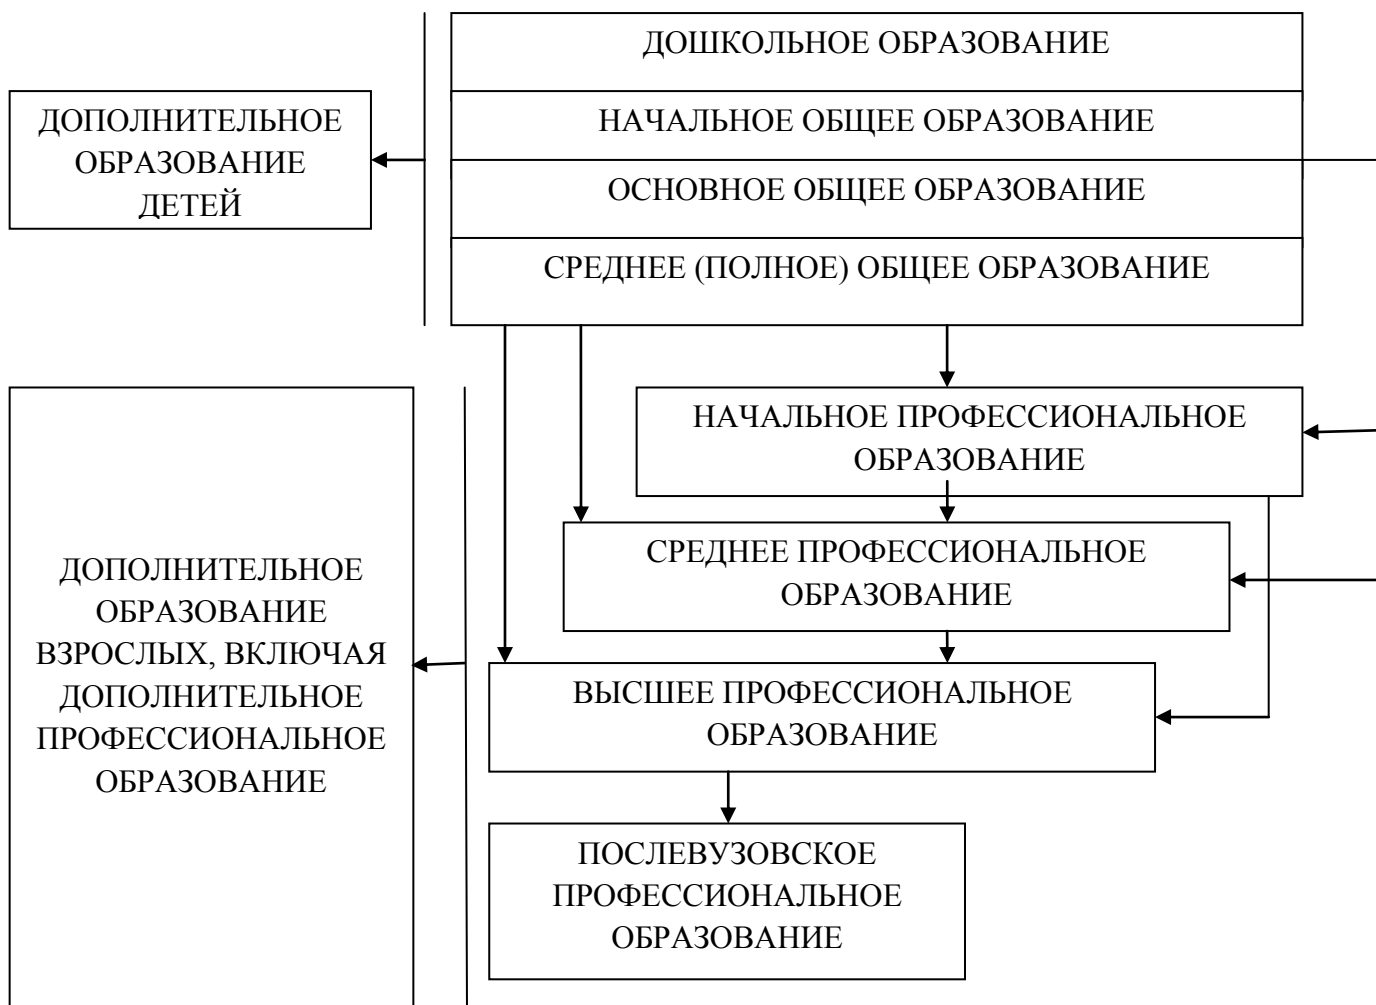 ДОШКОЛЬНОЕ ОБРАЗОВАНИЕ
НАЧАЛЬНОЕ ОБЩЕЕ ОБРАЗОВАНИЕ
ОСНОВНОЕ ОБЩЕЕ ОБРАЗОВАНИЕ
СРЕДНЕЕ (ПОЛНОЕ) ОБЩЕЕ ОБРАЗОВАНИЕ
ДОПОЛНИТЕЛЬНОЕ
ОБРАЗОВАНИЕ
ДЕТЕЙ
НАЧАЛЬНОЕ ПРОФЕССИОНАЛЬНОЕ
ОБРАЗОВАНИЕ
СРЕДНЕЕ ПРОФЕССИОНАЛЬНОЕ
ОБРАЗОВАНИЕ
ВЫСШЕЕ ПРОФЕССИОНАЛЬНОЕ
ОБРАЗОВАНИЕ
ПОСЛЕВУЗОВСКОЕ
ПРОФЕССИОНАЛЬНОЕ
ОБРАЗОВАНИЕ
ДОПОЛНИТЕЛЬНОЕ
ОБРАЗОВАНИЕ
ВЗРОСЛЫХ, ВКЛЮЧАЯ
ДОПОЛНИТЕЛЬНОЕ
ПРОФЕССИОНАЛЬНОЕ
ОБРАЗОВАНИЕ